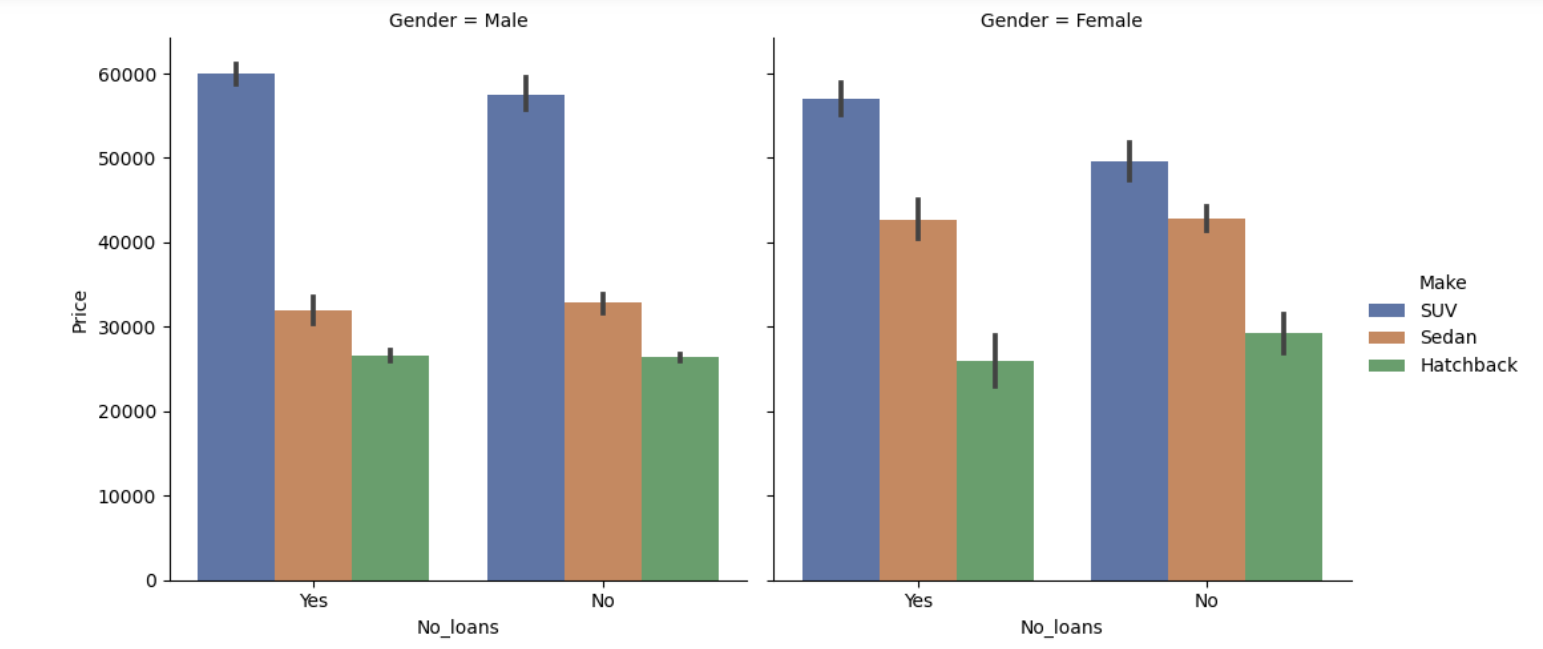 Gender = Male
Gender = Female
Price
60000
50000
40000
30000
20000
10000
0
Yes
No
No_loans
Yes
No
No_loans
Make
SUV
Sedan
Hatchback